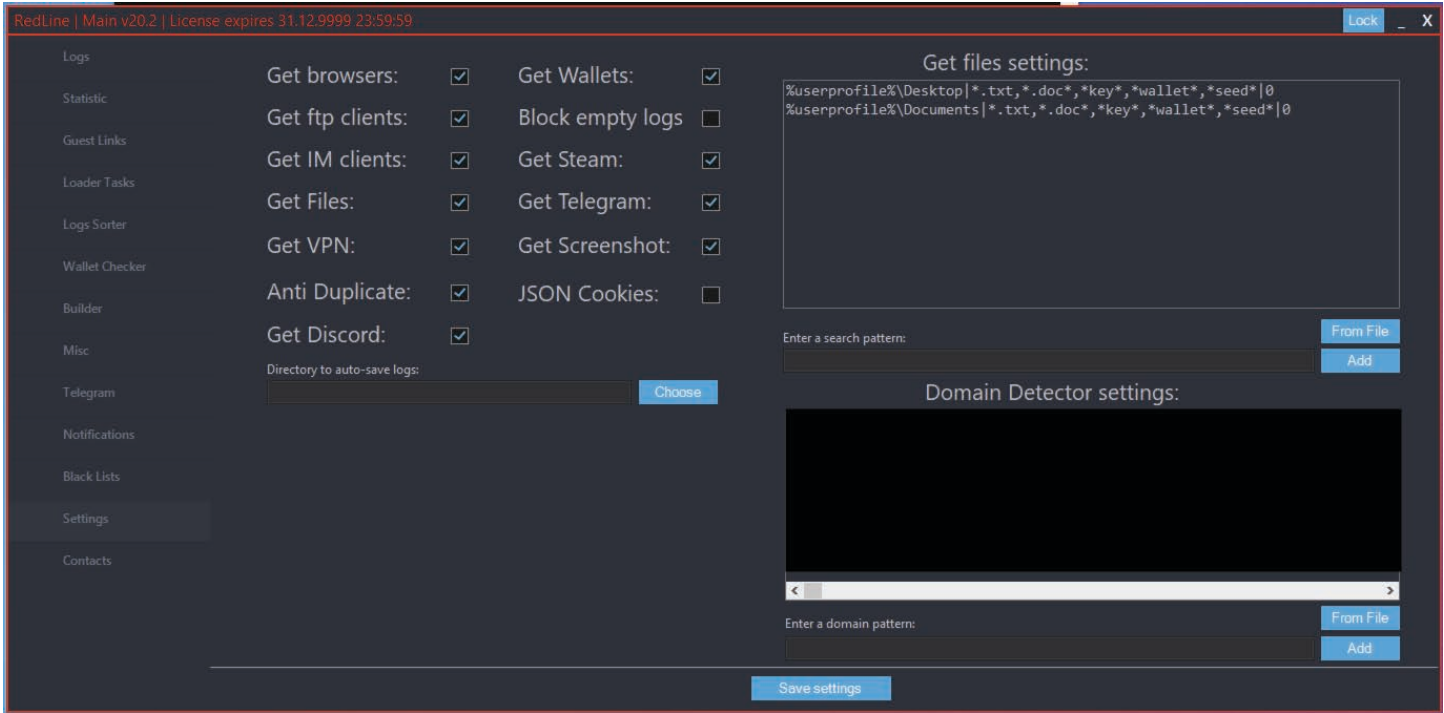 RedLine | Main v20.2 | License expires 31.12.9999 23:59:59
Lock _ X
Logs
Statistic
Guest Links
Loader Tasks
Logs Sorter
Wallet Checker
Builder
Misc
Telegram
Notifications
Black Lists
Settings
Contacts
Get browsers:
Get Wallets:
Get ftp clients:
Block empty logs
Get IM clients:
Get Steam:
Get Files:
Get Telegram:
Get VPN:
Get Screenshot:
Anti Duplicate:
JSON Cookies:
Get Discord:
Directory to auto-save logs:
Choose
Get files settings:
%userprofile%\Desktop|*.txt,*.doc*,*key*,*wallet*,*seed*|0
%userprofile%\Documents|*.txt,*.doc*,*key*,*wallet*,*seed*|0
Enter a search pattern:
From File
Add
Domain Detector settings:
Enter a domain pattern:
From File
Add
Save settings